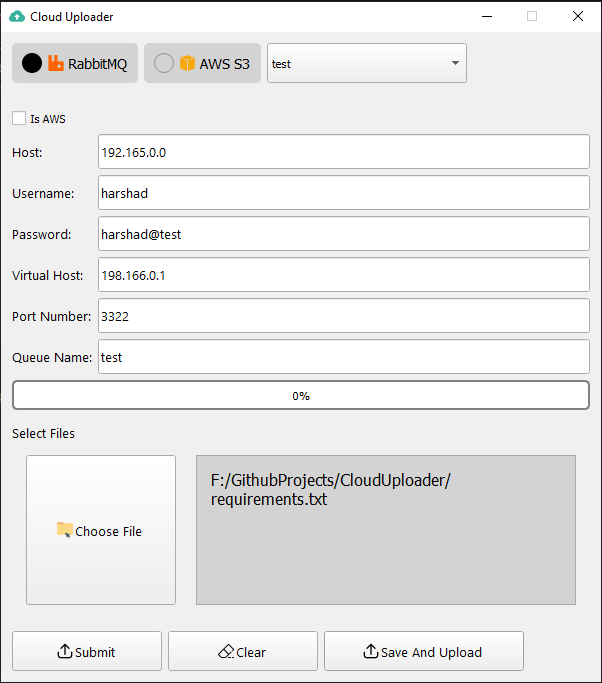 Cloud Uploader
RabbitMQ
AWS S3
test
Is AWS
Host:
192.165.0.0
Username:
harshad
Password:
harshad@test
Virtual Host:
198.166.0.1
Port Number:
3322
Queue Name:
test
0%
Select Files
Choose File
F:/GithubProjects/CloudUploader/
requirements.txt
Submit
Clear
Save And Upload